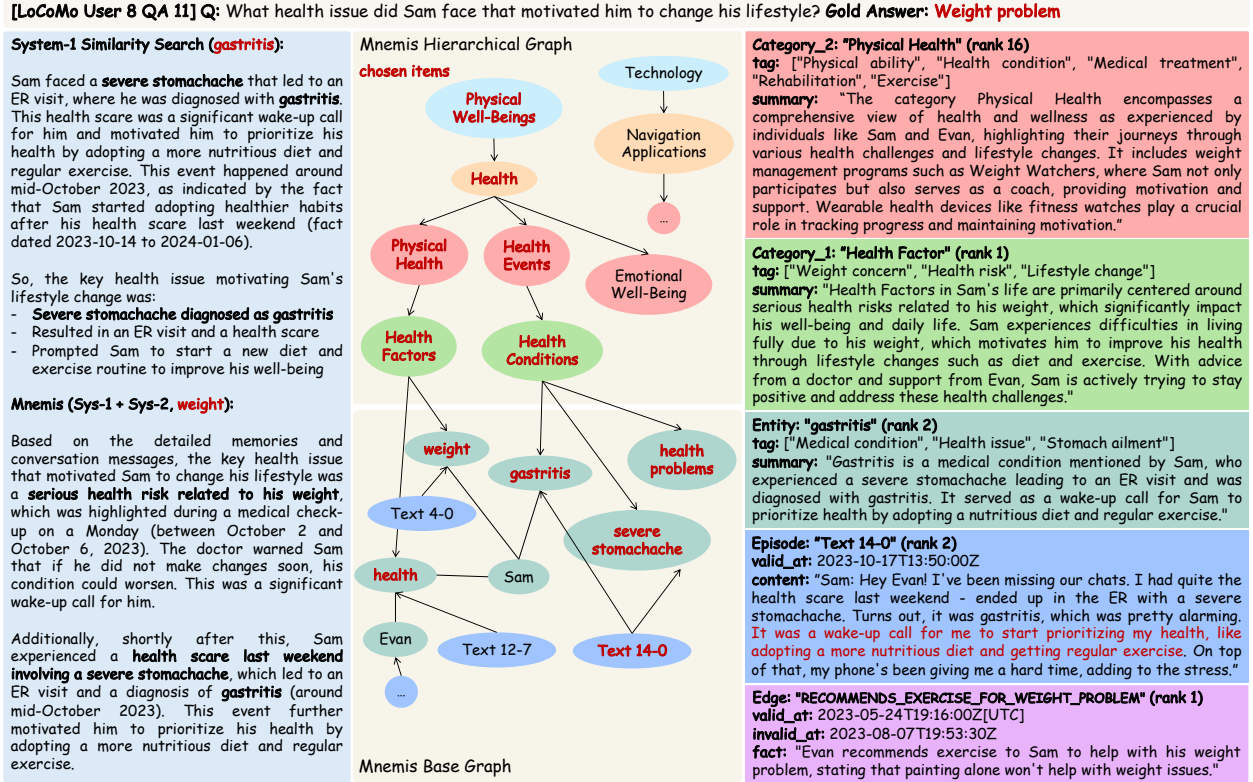 [LoCoMo User 8 QA 11] Q: What health issue did Sam face that motivated him to change his lifestyle? Gold Answer: Weight problem
System-1 Similarity Search (gastritis):
Sam faced a severe stomachache that led to an
ER visit, where he was diagnosed with gastritis.
This health scare was a significant wake-up call
for him and motivated him to prioritize his
health by adopting a more nutritious diet and
regular exercise. This event happened around
mid-October 2023, as indicated by the fact
that Sam started adopting healthier habits
after his health scare last weekend (fact
dated 2023-10-14 to 2024-01-06).
So, the key health issue motivating Sam's
lifestyle change was:
- Severe stomachache diagnosed as gastritis
- Resulted in an ER visit and a health scare
- Prompted Sam to start a new diet and
exercise routine to improve his well-being
Mnemis (Sys-1 + Sys-2, weight):
Based on the detailed memories and
conversation messages, the key health issue
that motivated Sam to change his lifestyle was
a serious health risk related to his weight,
which was highlighted during a medical check-
up on a Monday (between October 2 and
October 6, 2023). The doctor warned Sam
that if he did not make changes soon, his
condition could worsen. This was a significant
wake-up call for him.
Additionally, shortly after this, Sam
experienced a health scare last weekend
involving a severe stomachache, which led to an
ER visit and a diagnosis of gastritis (around
mid-October 2023). This event further
motivated him to prioritize his health by
adopting a more nutritious diet and regular
exercise.
Mnemis Hierarchical Graph
chosen items
Physical
Well-Beings
Technology
Navigation
Applications
Health
...
Physical
Health
Health
Events
Emotional
Well-Being
Health
Factors
Health
Conditions
weight
gastritis
health
problems
Text 4-0
severe
stomachache
health
Sam
Evan
Text 12-7
Text 14-0
...
Mnemis Base Graph
Category_2: "Physical Health" (rank 16)
tag: ["Physical ability", "Health condition", "Medical treatment",
"Rehabilitation", "Exercise"]
summary: "The category Physical Health encompasses a
comprehensive view of health and wellness as experienced by
individuals like Sam and Evan, highlighting their journeys through
various health challenges and lifestyle changes. It includes weight
management programs such as Weight Watchers, where Sam not only
participates but also serves as a coach, providing motivation and
support. Wearable health devices like fitness watches play a crucial
role in tracking progress and maintaining motivation."
Category_1: "Health Factor" (rank 1)
tag: ["Weight concern", "Health risk", "Lifestyle change"]
summary: "Health Factors in Sam's life are primarily centered around
serious health risks related to his weight, which significantly impact
his well-being and daily life. Sam experiences difficulties in living
fully due to his weight, which motivates him to improve his health
through lifestyle changes such as diet and exercise. With advice
from a doctor and support from Evan, Sam is actively trying to stay
positive and address these health challenges."
Entity: "gastritis" (rank 2)
tag: ["Medical condition", "Health issue", "Stomach ailment"]
summary: "Gastritis is a medical condition mentioned by Sam, who
experienced a severe stomachache leading to an ER visit and was
diagnosed with gastritis. It served as a wake-up call for Sam to
prioritize health by adopting a nutritious diet and regular exercise."
Episode: "Text 14-0" (rank 2)
valid_at: 2023-10-17T13:50:00Z
content: "Sam: Hey Evan! I've been missing our chats. I had quite the
health scare last weekend - ended up in the ER with a severe
stomachache. Turns out, it was gastritis, which was pretty alarming.
It was a wake-up call for me to start prioritizing my health, like
adopting a more nutritious diet and getting regular exercise. On top
of that, my phone's been giving me a hard time, adding to the stress."
Edge: "RECOMMENDS_EXERCISE_FOR_WEIGHT_PROBLEM" (rank 1)
valid_at: 2023-05-24T19:16:00Z[UTC]
invalid_at: 2023-08-07T19:53:30Z
fact: "Evan recommends exercise to Sam to help with his weight
problem, stating that painting alone won't help with weight issues."